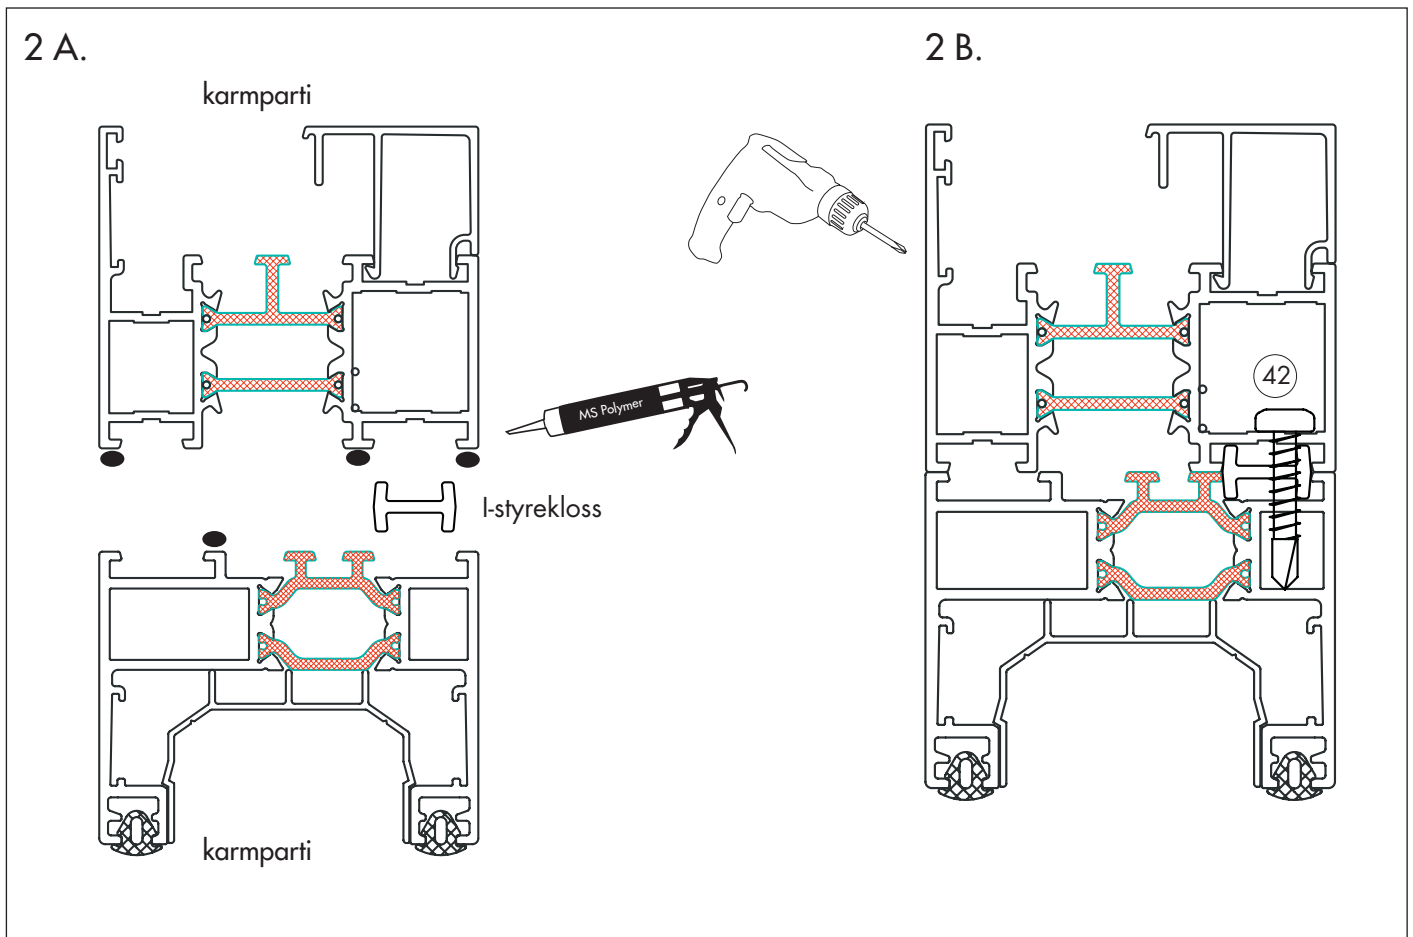 2 A.
karmparti
MS Polymer
I-styrekloss
karmparti
2 B.
42